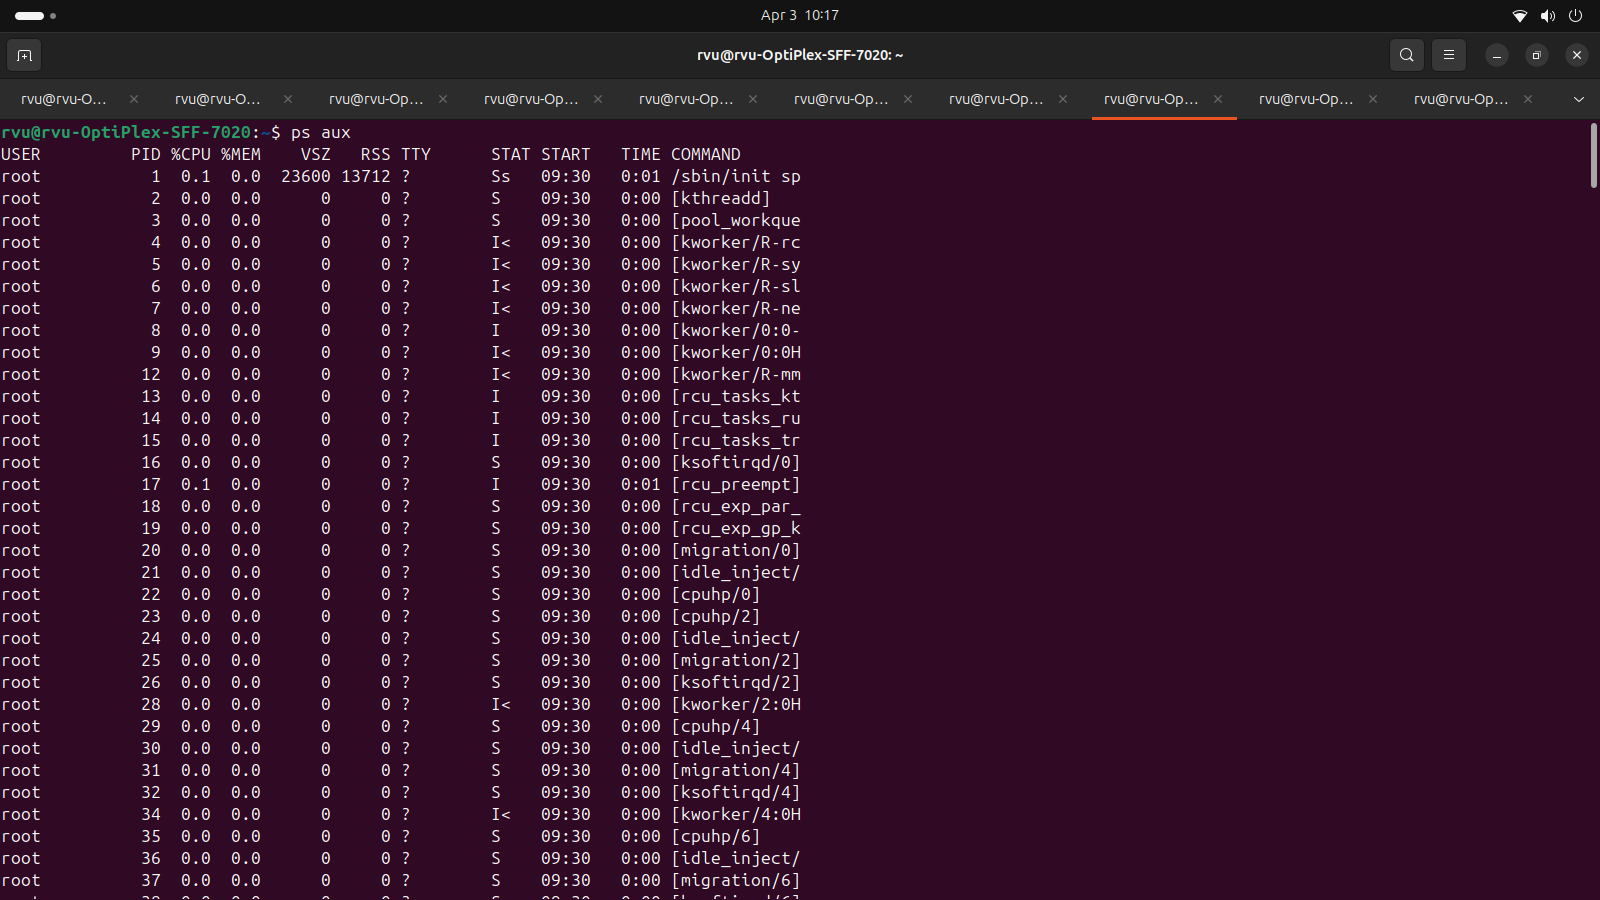 Apr 3 10:17
rvu@rvu-OptiPlex-SFF-7020: ~
rvu@rvu-O... rvu@rvu-O... rvu@rvu-Op... rvu@rvu-Op... rvu@rvu-Op... rvu@rvu-Op... rvu@rvu-Op... rvu@rvu-Op... rvu@rvu-Op... rvu@rvu-Op...
rvu@rvu-OptiPlex-SFF-7020:~$ ps aux
USER         PID %CPU %MEM    VSZ   RSS TTY      STAT START   TIME COMMAND
root           1  0.1  0.0  23600 13712 ?        Ss   09:30   0:01 /sbin/init sp
root           2  0.0  0.0      0     0 ?        S    09:30   0:00 [kthreadd]
root           3  0.0  0.0      0     0 ?        S    09:30   0:00 [pool_workque
root           4  0.0  0.0      0     0 ?        I<   09:30   0:00 [kworker/R-rc
root           5  0.0  0.0      0     0 ?        I<   09:30   0:00 [kworker/R-sy
root           6  0.0  0.0      0     0 ?        I<   09:30   0:00 [kworker/R-sl
root           7  0.0  0.0      0     0 ?        I<   09:30   0:00 [kworker/R-ne
root           8  0.0  0.0      0     0 ?        I    09:30   0:00 [kworker/0:0-
root           9  0.0  0.0      0     0 ?        I<   09:30   0:00 [kworker/0:0H
root          12  0.0  0.0      0     0 ?        I<   09:30   0:00 [kworker/R-mm
root          13  0.0  0.0      0     0 ?        I    09:30   0:00 [rcu_tasks_kt
root          14  0.0  0.0      0     0 ?        I    09:30   0:00 [rcu_tasks_ru
root          15  0.0  0.0      0     0 ?        I    09:30   0:00 [rcu_tasks_tr
root          16  0.0  0.0      0     0 ?        S    09:30   0:00 [ksoftirqd/0]
root          17  0.1  0.0      0     0 ?        I    09:30   0:01 [rcu_preempt]
root          18  0.0  0.0      0     0 ?        S    09:30   0:00 [rcu_exp_par_
root          19  0.0  0.0      0     0 ?        S    09:30   0:00 [rcu_exp_gp_k
root          20  0.0  0.0      0     0 ?        S    09:30   0:00 [migration/0]
root          21  0.0  0.0      0     0 ?        S    09:30   0:00 [idle_inject/
root          22  0.0  0.0      0     0 ?        S    09:30   0:00 [cpuhp/0]
root          23  0.0  0.0      0     0 ?        S    09:30   0:00 [cpuhp/2]
root          24  0.0  0.0      0     0 ?        S    09:30   0:00 [idle_inject/
root          25  0.0  0.0      0     0 ?        S    09:30   0:00 [migration/2]
root          26  0.0  0.0      0     0 ?        S    09:30   0:00 [ksoftirqd/2]
root          28  0.0  0.0      0     0 ?        I<   09:30   0:00 [kworker/2:0H
root          29  0.0  0.0      0     0 ?        S    09:30   0:00 [cpuhp/4]
root          30  0.0  0.0      0     0 ?        S    09:30   0:00 [idle_inject/
root          31  0.0  0.0      0     0 ?        S    09:30   0:00 [migration/4]
root          32  0.0  0.0      0     0 ?        S    09:30   0:00 [ksoftirqd/4]
root          34  0.0  0.0      0     0 ?        I<   09:30   0:00 [kworker/4:0H
root          35  0.0  0.0      0     0 ?        S    09:30   0:00 [cpuhp/6]
root          36  0.0  0.0      0     0 ?        S    09:30   0:00 [idle_inject/
root          37  0.0  0.0      0     0 ?        S    09:30   0:00 [migration/6]